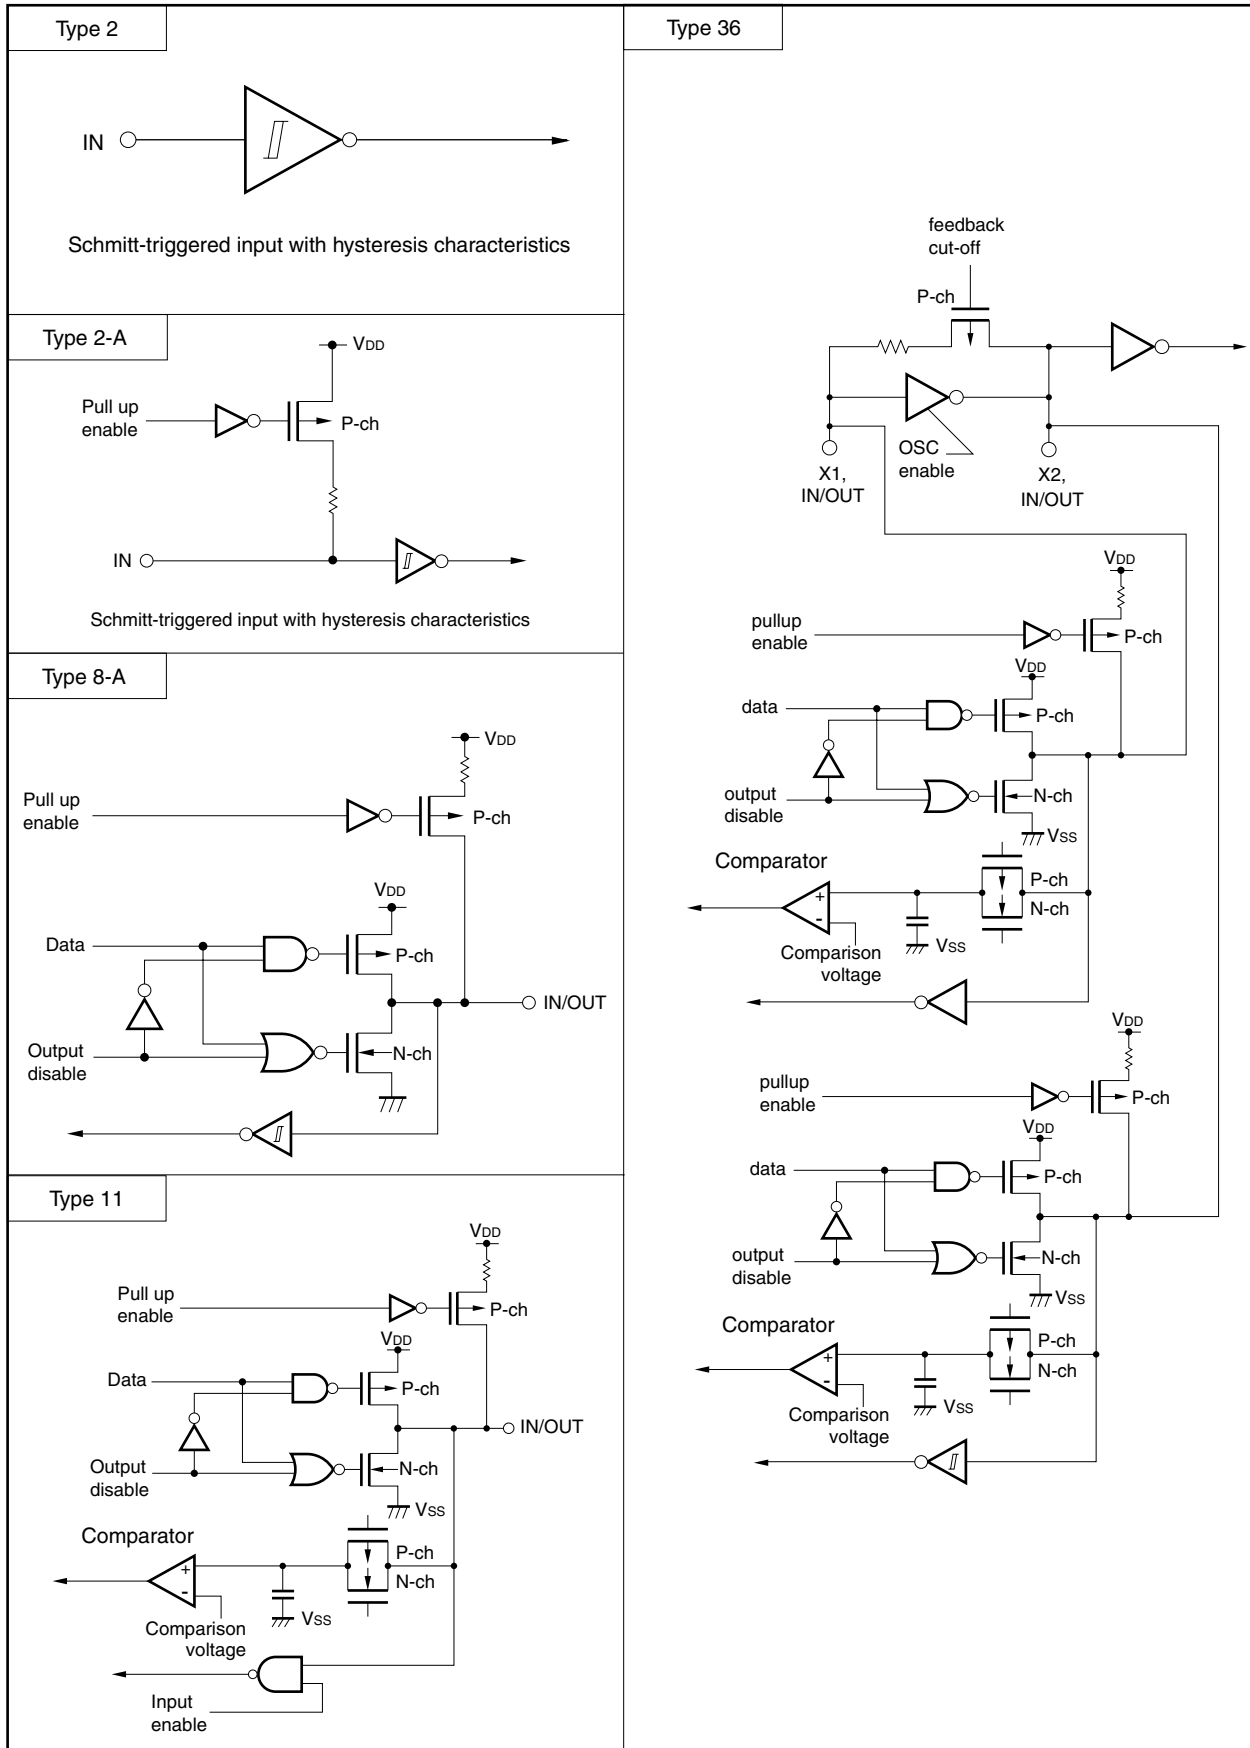 Type 2
IN
Schmitt-triggered input with hysteresis characteristics
Type 2-A
VDD
Pull up
enable
P-ch
IN
Schmitt-triggered input with hysteresis characteristics
Type 8-A
VDD
Pull up
enable
P-ch
VDD
Data
P-ch
IN/OUT
Output
disable
N-ch
Type 11
VDD
Pull up
enable
P-ch
VDD
Data
P-ch
IN/OUT
Output
disable
N-ch
VSS
Comparator
P-ch
+
N-ch
-
VSS
Comparison
voltage
Input
enable
Type 36
feedback
cut-off
P-ch
OSC
enable
X1,
IN/OUT
X2,
IN/OUT
VDD
pullup
enable
P-ch
VDD
data
P-ch
output
disable
N-ch
VSS
Comparator
P-ch
+
N-ch
-
VSS
Comparison
voltage
VDD
pullup
enable
P-ch
VDD
data
P-ch
output
disable
N-ch
VSS
Comparator
P-ch
+
N-ch
-
VSS
Comparison
voltage